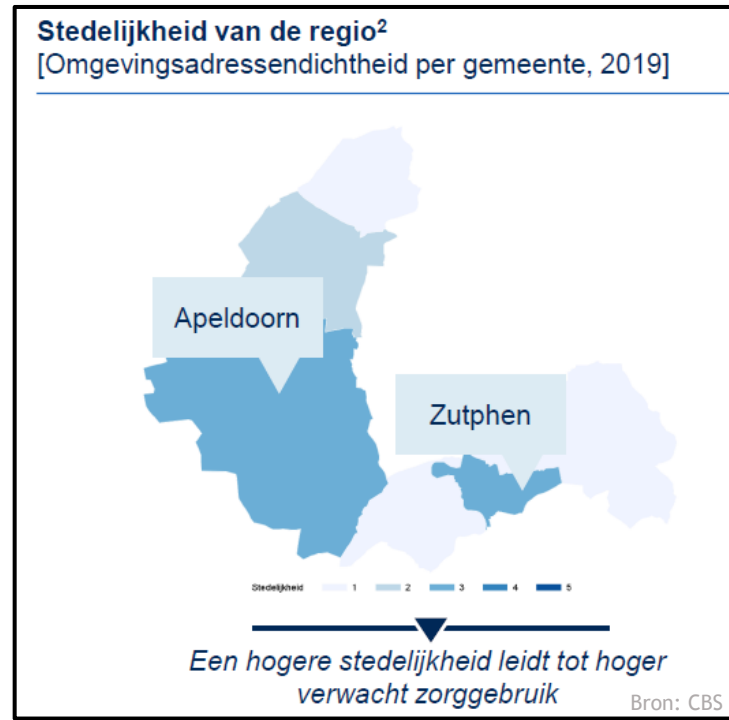 Stedelijkheid van de regio²
[Omgevingsadressendichtheid per gemeente, 2019]
Apeldoorn
Zutphen
Stedelijkheid 1 2 3 4 5
Een hogere stedelijkheid leidt tot hoger
verwacht zorggebruik
Bron: CBS